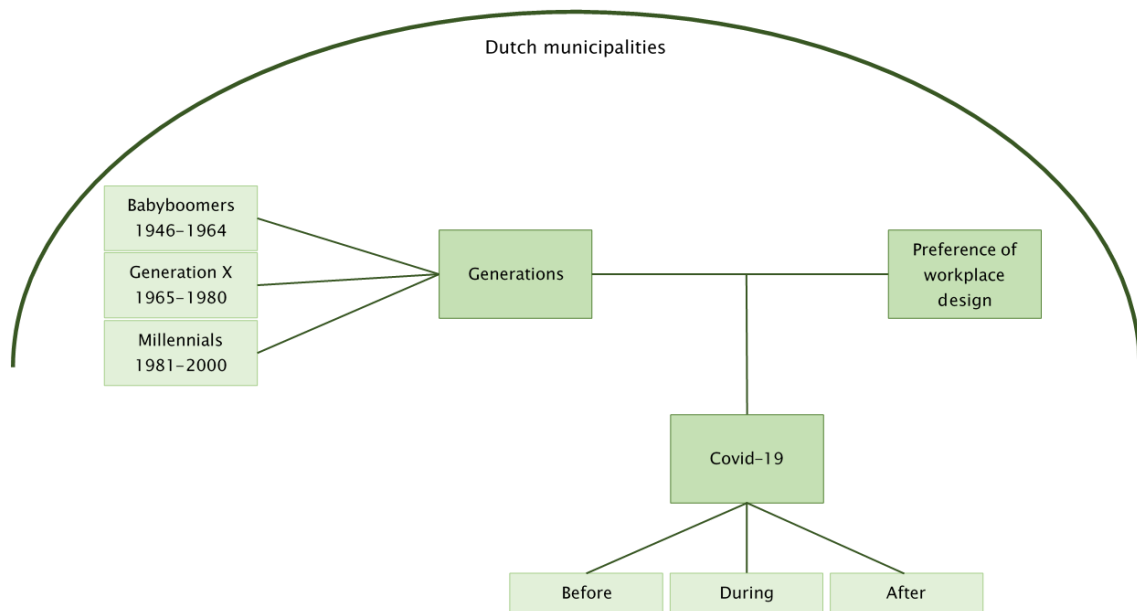 Dutch municipalities
Babyboomers
1946–1964
Generation X
1965–1980
Millennials
1981–2000
Generations
Preference of
workplace
design
Covid–19
Before
During
After